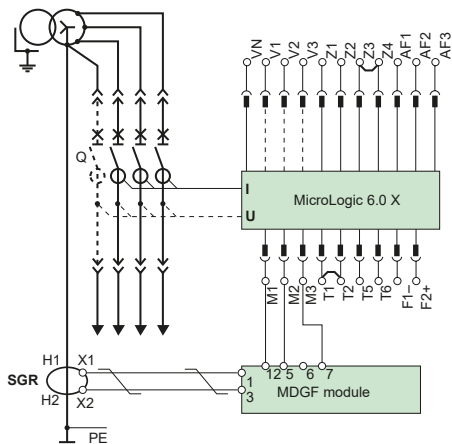 VN
V1
V2
V3
Z1
Z2
Z3
Z4
AF1
AF2
AF3
Q
I
U
MicroLogic 6.0 X
M1
M2
M3
T1
T2
T5
T6
F1–
F2+
H1
X1
SGR
H2
X2
PE
1
3
12
5
6
7
MDGF module